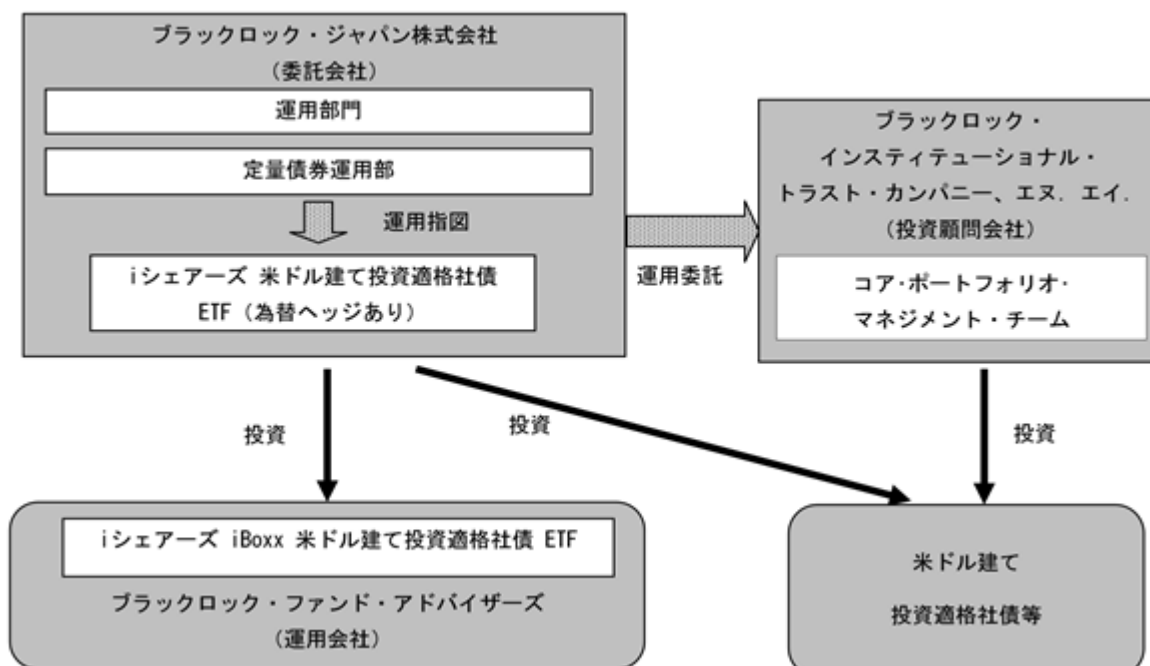 ブラックロック・ジャパン株式会社
（委託会社）
運用部門
定量債券運用部
運用指図
iシェアーズ 米ドル建て投資適格社債
ETF（為替ヘッジあり）
運用委託
ブラックロック・
インスティテューショナル・
トラスト・カンパニー、エヌ．エイ．
（投資顧問会社）
コア・ポートフォリオ・
マネジメント・チーム
投資
投資
投資
iシェアーズ iBoxx 米ドル建て投資適格社債 ETF
ブラックロック・ファンド・アドバイザーズ
（運用会社）
米ドル建て
投資適格社債等